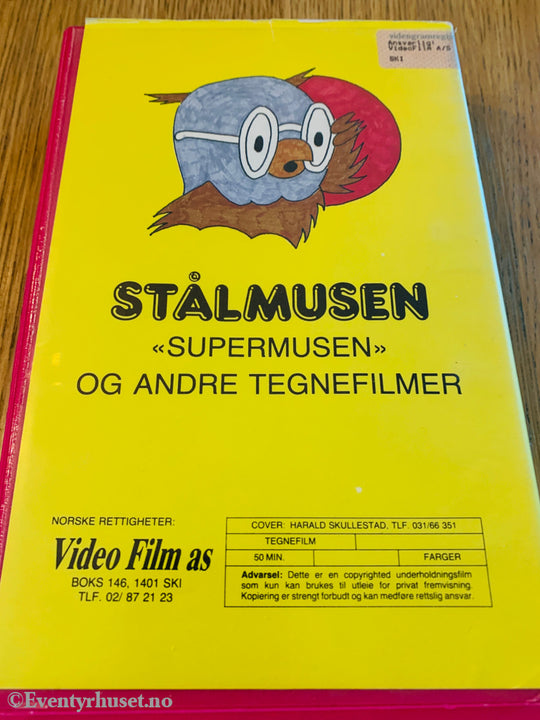 videogramregis
Ansvarlig:
VideoFilm A/S
SKI
STÅLMUSEN
«SUPERMUSEN»
OG ANDRE TEGNEFILMER
NORSKE RETTIGHETER:
Video Film as
BOKS 146, 1401 SKI
TLF. 02/ 87 21 23
COVER: HARALD SKULLESTAD, TLF. 031/66 351
TEGNEFILM
50 MIN. FARGER
Advarsel: Dette er en copyrighted underholdningsfilm
som kun kan brukes til utleie for privat fremvisning.
Kopiering er strengt forbudt og kan medføre rettslig ansvar.
©Eventyrhuset.no